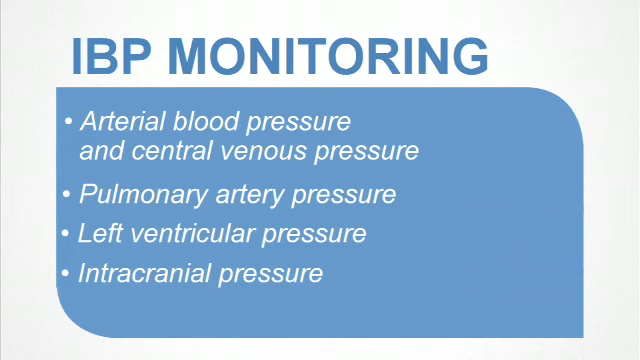 IBP MONITORING
• Arterial blood pressure
and central venous pressure
• Pulmonary artery pressure
• Left ventricular pressure
• Intracranial pressure